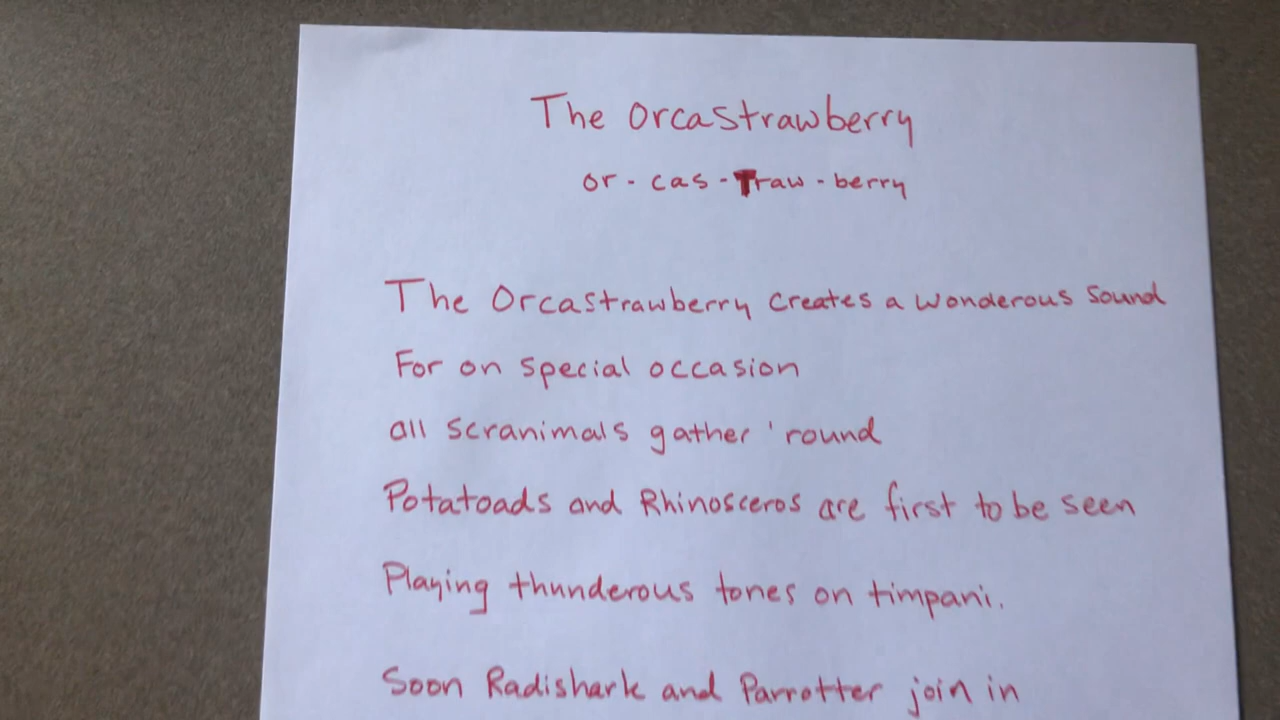 The Orcastrawberry
or - cas - Traw - berry
The Orcastrawberry creates a wonderous sound
For on special occasion
all scranimals gather 'round
Potatoads and Rhinosceros are first to be seen
Playing thunderous tones on timpani.
Soon Radishark and Parrotter join in